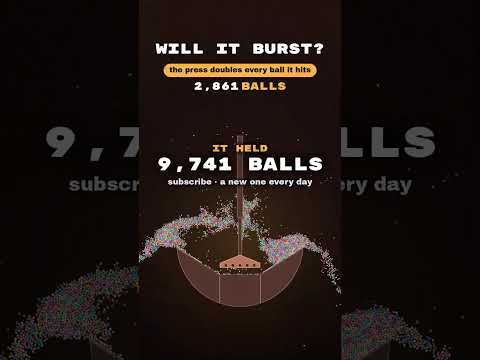 WILL IT BURST?
the press doubles every ball it hits
2,861 BALLS
IT HELD
9,741 BALLS
subscribe · a new one every day